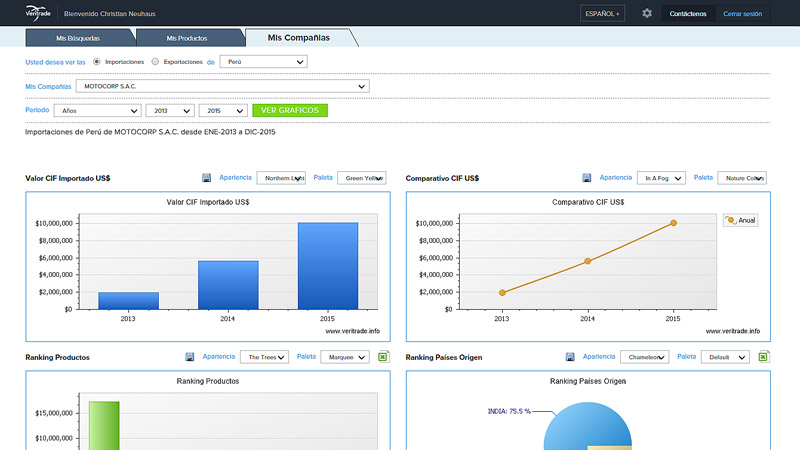 Veritrade
Bienvenido Christian Neuhaus
ESPAÑOL
Contáctenos
Cerrar sesión
Mis Búsquedas
Mis Productos
Mis Compañías
Usted desea ver las Importaciones Exportaciones de Perú
Mis Compañías MOTOCORP S.A.C.
Período Años 2013 2015 VER GRAFICOS
Importaciones de Perú de MOTOCORP S.A.C. desde ENE-2013 a DIC-2015
Valor CIF Importado US$ Apariencia Northern Light Paleta Green Yellow
Valor CIF Importado US$
$10,000,000
$8,000,000
$6,000,000
$4,000,000
$2,000,000
$0
2013 2014 2015
www.veritrade.info
Comparativo CIF US$ Apariencia In A Fog Paleta Nature Colors
Comparativo CIF US$
$10,000,000
$8,000,000
$6,000,000
$4,000,000
$2,000,000
$0
2013 2014 2015
Anual
www.veritrade.info
Ranking Productos Apariencia The Trees Paleta Marquee
Ranking Productos
$15,000,000
$10,000,000
Ranking Países Origen Apariencia Chameleon Paleta Default
Ranking Países Origen
INDIA: 75.5 %